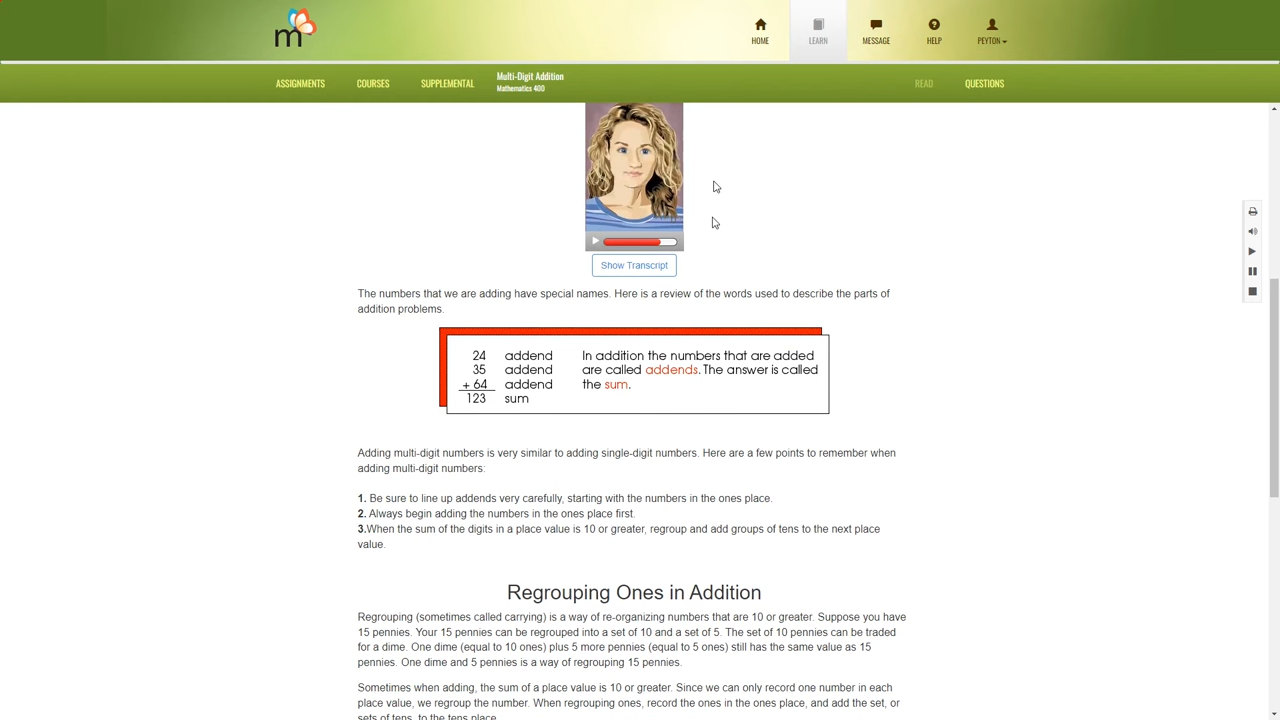 m
HOME
LEARN
MESSAGE
HELP
PEYTON
ASSIGNMENTS
COURSES
SUPPLEMENTAL
Multi-Digit Addition
Mathematics 400
READ
QUESTIONS
Show Transcript
The numbers that we are adding have special names. Here is a review of the words used to describe the parts of
addition problems.
24 addend In addition the numbers that are added
35 addend are called addends. The answer is called
+ 64 addend the sum.
123 sum
Adding multi-digit numbers is very similar to adding single-digit numbers. Here are a few points to remember when
adding multi-digit numbers:
1. Be sure to line up addends very carefully, starting with the numbers in the ones place.
2. Always begin adding the numbers in the ones place first.
3.When the sum of the digits in a place value is 10 or greater, regroup and add groups of tens to the next place
value.
Regrouping Ones in Addition
Regrouping (sometimes called carrying) is a way of re-organizing numbers that are 10 or greater. Suppose you have
15 pennies. Your 15 pennies can be regrouped into a set of 10 and a set of 5. The set of 10 pennies can be traded
for a dime. One dime (equal to 10 ones) plus 5 more pennies (equal to 5 ones) still has the same value as 15
pennies. One dime and 5 pennies is a way of regrouping 15 pennies.
Sometimes when adding, the sum of a place value is 10 or greater. Since we can only record one number in each
place value, we regroup the number. When regrouping ones, record the ones in the ones place, and add the set, or
sets of tens, to the tens place.